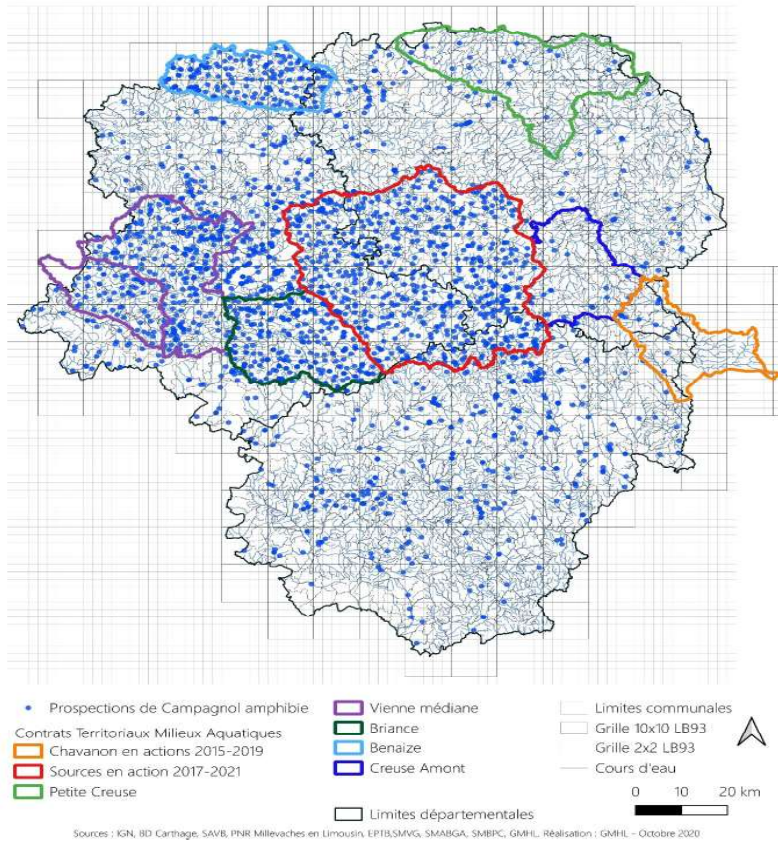 Prospections de Campagnol amphibie
Contrats Territoriaux Milieux Aquatiques
Chavanon en actions 2015-2019
Sources en action 2017-2021
Petite Creuse
Vienne médiane
Briance
Benaize
Creuse Amont
Limites départementales
Limites communales
Grille 10x10 LB93
Grille 2x2 LB93
Cours d'eau
0 10 20 km
Sources : IGN, BD Carthage, SAVB, PNR Millevaches en Limousin, EPTB,SMVG, SMABGA, SMBPC, GMHL. Réalisation : GMHL - Octobre 2020